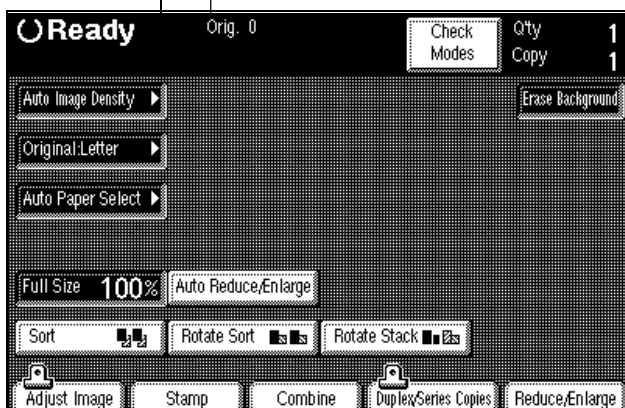 Ready Orig. 0 Check Modes Q'ty 1
Copy 1
Auto Image Density Erase Background
Original:Letter
Auto Paper Select
Full Size 100% Auto Reduce/Enlarge
Sort Rotate Sort Rotate Stack
Adjust Image Stamp Combine Duplex/Series Copies Reduce/Enlarge